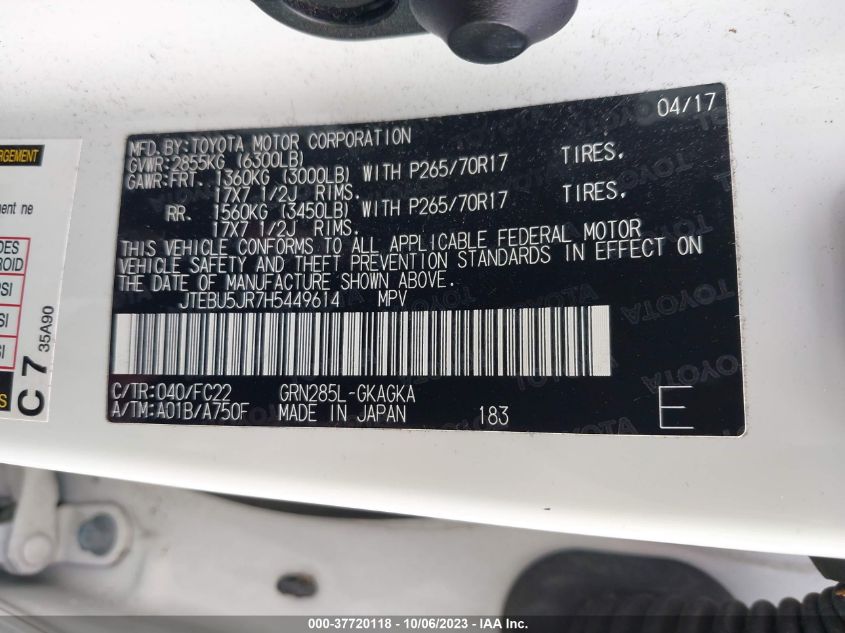 04/17
MFD.BY:TOYOTA MOTOR CORPORATION
GVWR:2855KG (6300LB)
GAWR:FRT. 1360KG (3000LB) WITH P265/70R17 TIRES,
17X7 1/2J RIMS.
RR. 1560KG (3450LB) WITH P265/70R17 TIRES,
17X7 1/2J RIMS.
THIS VEHICLE CONFORMS TO ALL APPLICABLE FEDERAL MOTOR
VEHICLE SAFETY AND THEFT PREVENTION STANDARDS IN EFFECT ON
THE DATE OF MANUFACTURE SHOWN ABOVE.
JTEBU5JR7H5449614 MPV
C/TR:040/FC22 GRN285L-GKAGKA
A/TM:A01B/A750F MADE IN JAPAN 183
E
C 7 35A90
000-37720118 - 10/06/2023 - IAA Inc.